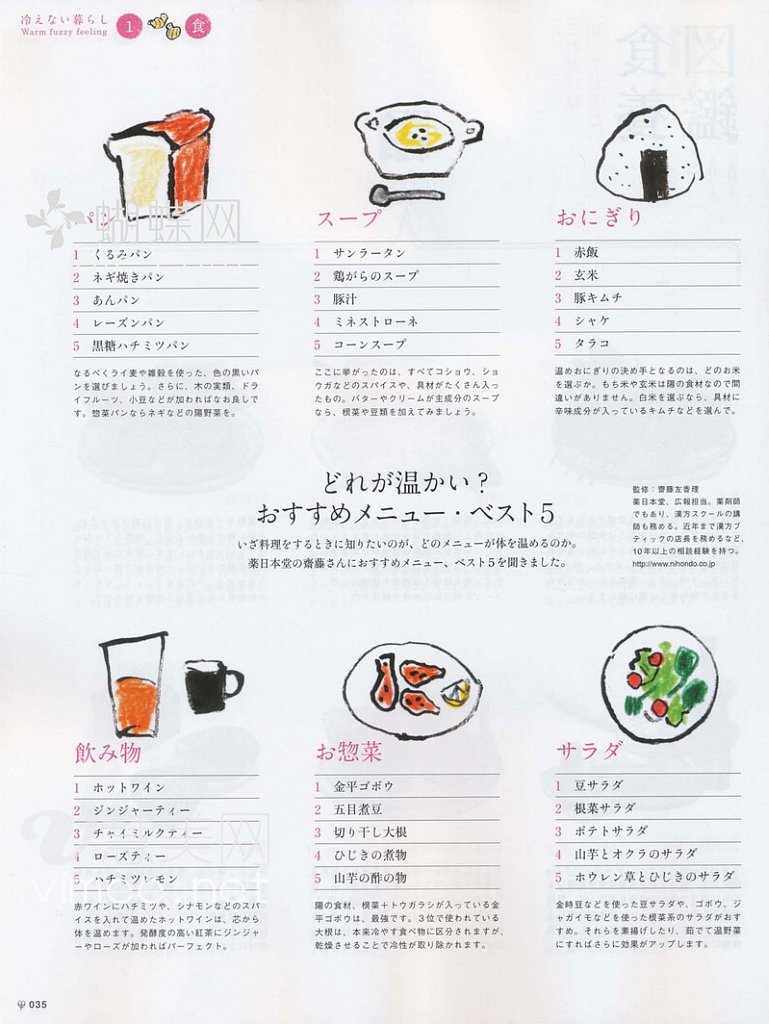 冷えない暮らし
Warm fuzzy feeling
1
食
パン
1 くるみパン
2 ネギ焼きパン
3 あんパン
4 レーズンパン
5 黒糖ハチミツパン
なるべくライ麦や雑穀を使った、色の黒いパ
ンを選びましょう。さらに、木の実類、ドラ
イフルーツ、小豆などが加わればなお良しで
す。惣菜パンならネギなどの陽野菜を。
スープ
1 サンラータン
2 鶏がらのスープ
3 豚汁
4 ミネストローネ
5 コーンスープ
ここに挙がったのは、すべてコショウ、ショ
ウガなどのスパイスや、具材がたくさん入っ
たもの。バターやクリームが主成分のスープ
なら、根菜や豆類を加えてみましょう。
おにぎり
1 赤飯
2 玄米
3 豚キムチ
4 シャケ
5 タラコ
温めおにぎりの決め手となるのは、どのお米
を選ぶか。もち米や玄米は陽の食材なので間
違いがありません。白米を選ぶなら、具材に
辛味成分が入っているキムチなどを選んで。
蝴蝶网
どれが温かい？
おすすめメニュー・ベスト5
いざ料理をするときに知りたいのが、どのメニューが体を温めるのか。
薬日本堂の齋藤さんにおすすめメニュー、ベスト5を聞きました。
監修：齋藤友香理
薬日本堂、広報担当。薬剤師
でもあり、漢方スクールの講
師も務める。近年まで漢方ブ
ティックの店長を務めるなど、
10年以上の相談経験を持つ。
http://www.nihondo.co.jp
飲み物
1 ホットワイン
2 ジンジャーティー
3 チャイミルクティー
4 ローズティー
5 ハチミツレモン
赤ワインにハチミツや、シナモンなどのスパ
イスを入れて温めたホットワインは、芯から
体を温めます。発酵度の高い紅茶にジンジャ
ーやローズが加わればパーフェクト。
お惣菜
1 金平ゴボウ
2 五目煮豆
3 切り干し大根
4 ひじきの煮物
5 山芋の酢の物
陽の食材、根菜＋トウガラシが入っている金
平ゴボウは、最強です。3位で使われている
大根は、本来冷やす食べ物に区分されますが、
乾燥させることで冷性が取り除かれます。
サラダ
1 豆サラダ
2 根菜サラダ
3 ポテトサラダ
4 山芋とオクラのサラダ
5 ホウレン草とひじきのサラダ
金時豆などを使った豆サラダや、ゴボウ、ジ
ャガイモなどを使った根菜系のサラダがおす
すめ。それらを素揚げしたり、茹でて温野菜
にすればさらに効果がアップします。
035